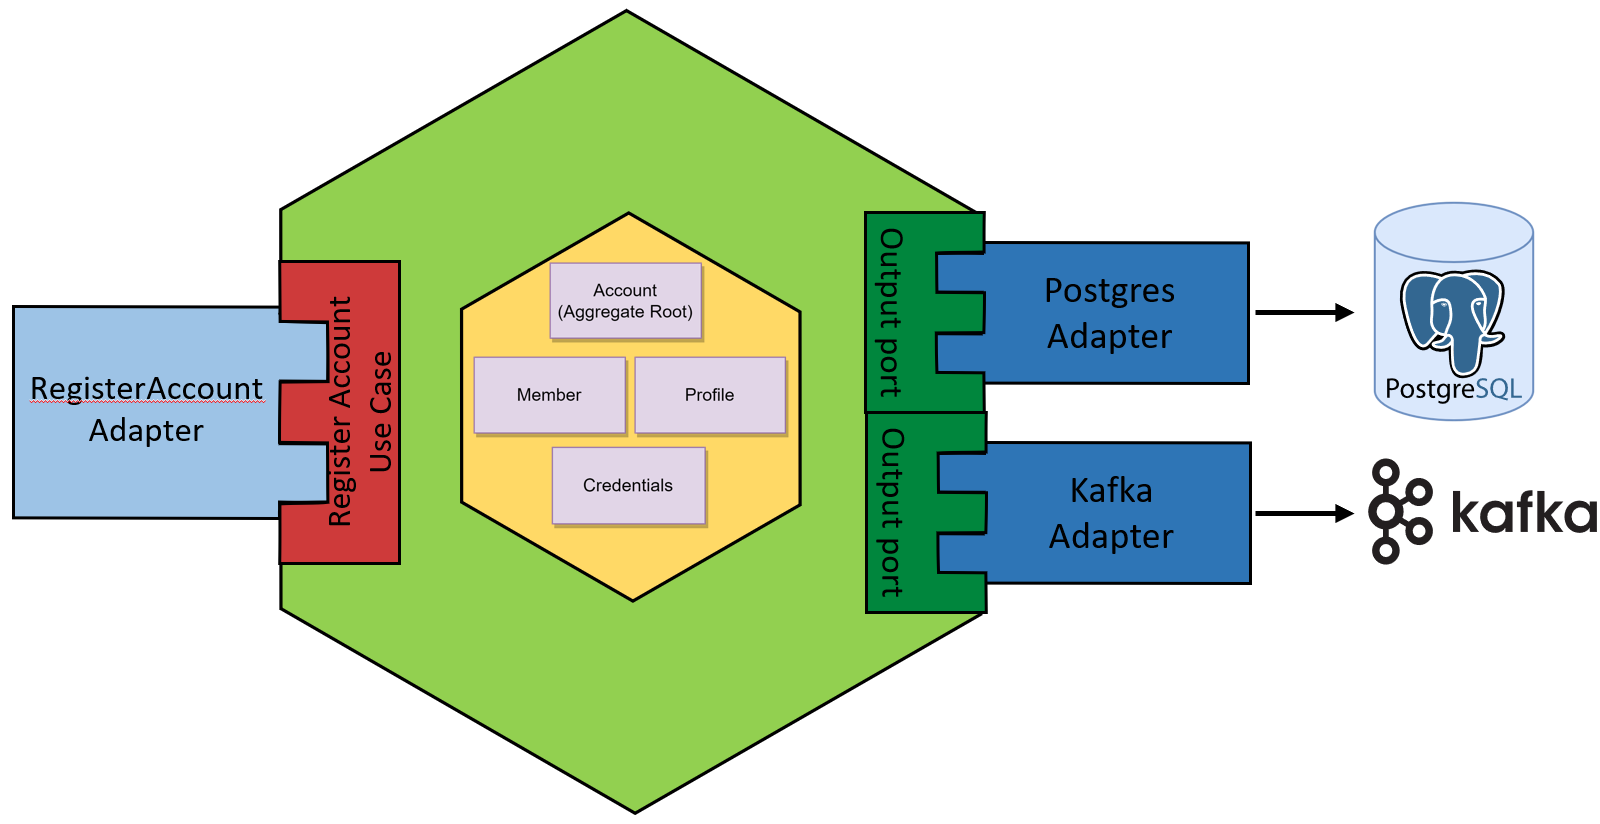 RegisterAccount
Adapter
Register Account
Use Case
Account
(Aggregate Root)
Member
Profile
Credentials
Output port
Output port
Postgres
Adapter
Kafka
Adapter
PostgreSQL
kafka